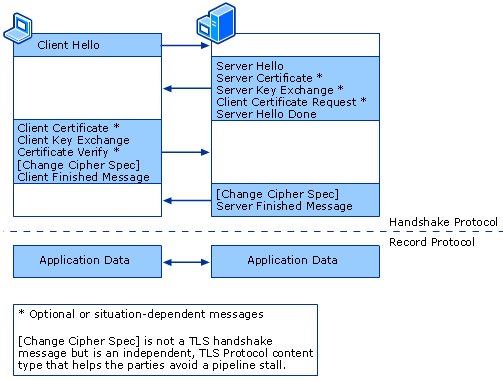 Client Hello
Server Hello
Server Certificate *
Server Key Exchange *
Client Certificate Request *
Server Hello Done
Client Certificate *
Client Key Exchange
Certificate Verify *
[Change Cipher Spec]
Client Finished Message
[Change Cipher Spec]
Server Finished Message
Handshake Protocol
Record Protocol
Application Data
Application Data
* Optional or situation-dependent messages
[Change Cipher Spec] is not a TLS handshake
message but is an independent, TLS Protocol content
type that helps the parties avoid a pipeline stall.